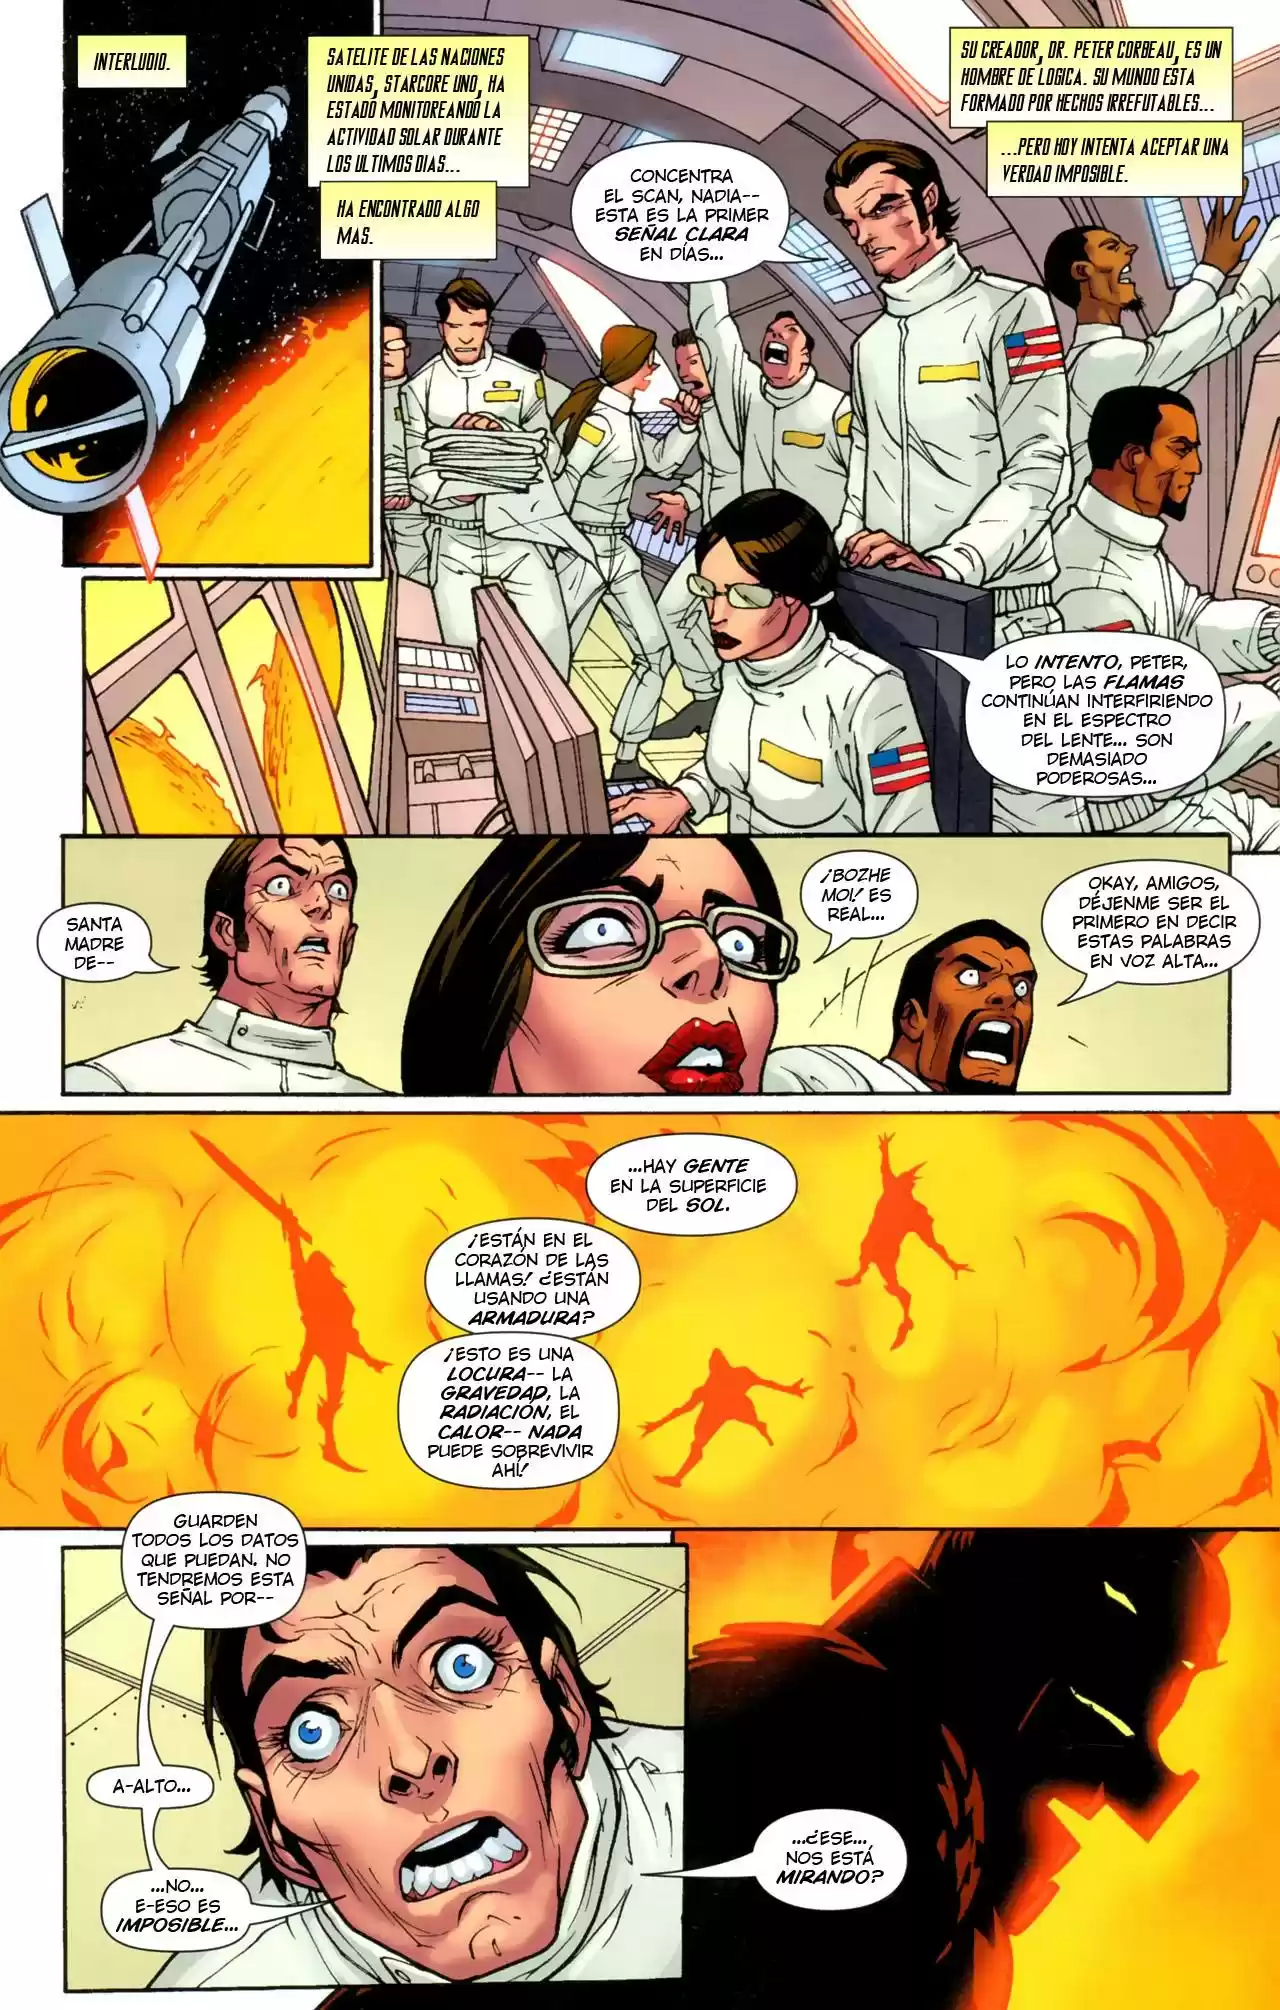 INTERLUDIO.
SATELITE DE LAS NACIONES
UNIDAS, STARCORE UNO, HA
ESTADO MONITOREANDO LA
ACTIVIDAD SOLAR DURANTE
LOS ULTIMOS DIAS...
HA ENCONTRADO ALGO
MAS.
SU CREADOR, DR. PETER CORBEAU, ES UN
HOMBRE DE LOGICA. SU MUNDO ESTA
FORMADO POR HECHOS IRREFUTABLES...
...PERO HOY INTENTA ACEPTAR UNA
VERDAD IMPOSIBLE.
CONCENTRA
EL SCAN, NADIA--
ESTA ES LA PRIMER
SEÑAL CLARA
EN DÍAS...
LO INTENTO, PETER,
PERO LAS FLAMAS
CONTINÚAN INTERFIRIENDO
EN EL ESPECTRO
DEL LENTE... SON
DEMASIADO
PODEROSAS...
SANTA
MADRE
DE--
¡BOZHE
MOI! ES
REAL...
OKAY, AMIGOS,
DÉJENME SER EL
PRIMERO EN DECIR
ESTAS PALABRAS
EN VOZ ALTA...
...HAY GENTE
EN LA SUPERFICIE
DEL SOL.
¡ESTÁN EN EL
CORAZÓN DE LAS
LLAMAS! ¿ESTÁN
USANDO UNA
ARMADURA?
¡ESTO ES UNA
LOCURA-- LA
GRAVEDAD, LA
RADIACIÓN, EL
CALOR-- NADA
PUEDE SOBREVIVIR
AHÍ!
GUARDEN
TODOS LOS DATOS
QUE PUEDAN. NO
TENDREMOS ESTA
SEÑAL POR--
A-ALTO...
...NO...
E-ESO ES
IMPOSIBLE...
...¿ESE...
NOS ESTÁ
MIRANDO?